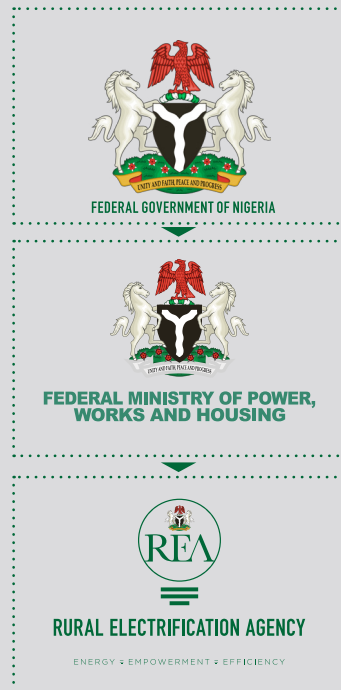 UNITY AND FAITH, PEACE AND PROGRESS
FEDERAL GOVERNMENT OF NIGERIA
UNITY AND FAITH, PEACE AND PROGRESS
FEDERAL MINISTRY OF POWER,
WORKS AND HOUSING
REA
RURAL ELECTRIFICATION AGENCY
ENERGY EMPOWERMENT EFFICIENCY